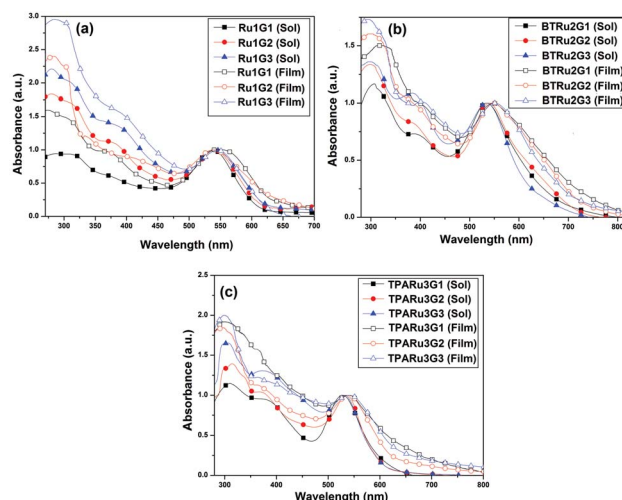 (a)
Ru1G1 (Sol)
Ru1G2 (Sol)
Ru1G3 (Sol)
Ru1G1 (Film)
Ru1G2 (Film)
Ru1G3 (Film)
Absorbance (a.u.)
3.0
2.5
2.0
1.5
1.0
0.5
0.0
300 350 400 450 500 550 600 650 700
Wavelength (nm)
(b)
BTRu2G1 (Sol)
BTRu2G2 (Sol)
BTRu2G3 (Sol)
BTRu2G1 (Film)
BTRu2G2 (Film)
BTRu2G3 (Film)
Absorbance (a.u.)
1.5
1.0
0.5
0.0
300 400 500 600 700 800
Wavelength (nm)
(c)
TPARu3G1 (Sol)
TPARu3G2 (Sol)
TPARu3G3 (Sol)
TPARu3G1 (Film)
TPARu3G2 (Film)
TPARu3G3 (Film)
Absorbance (a.u.)
2.5
2.0
1.5
1.0
0.5
0.0
300 400 500 600 700 800
Wavelength (nm)